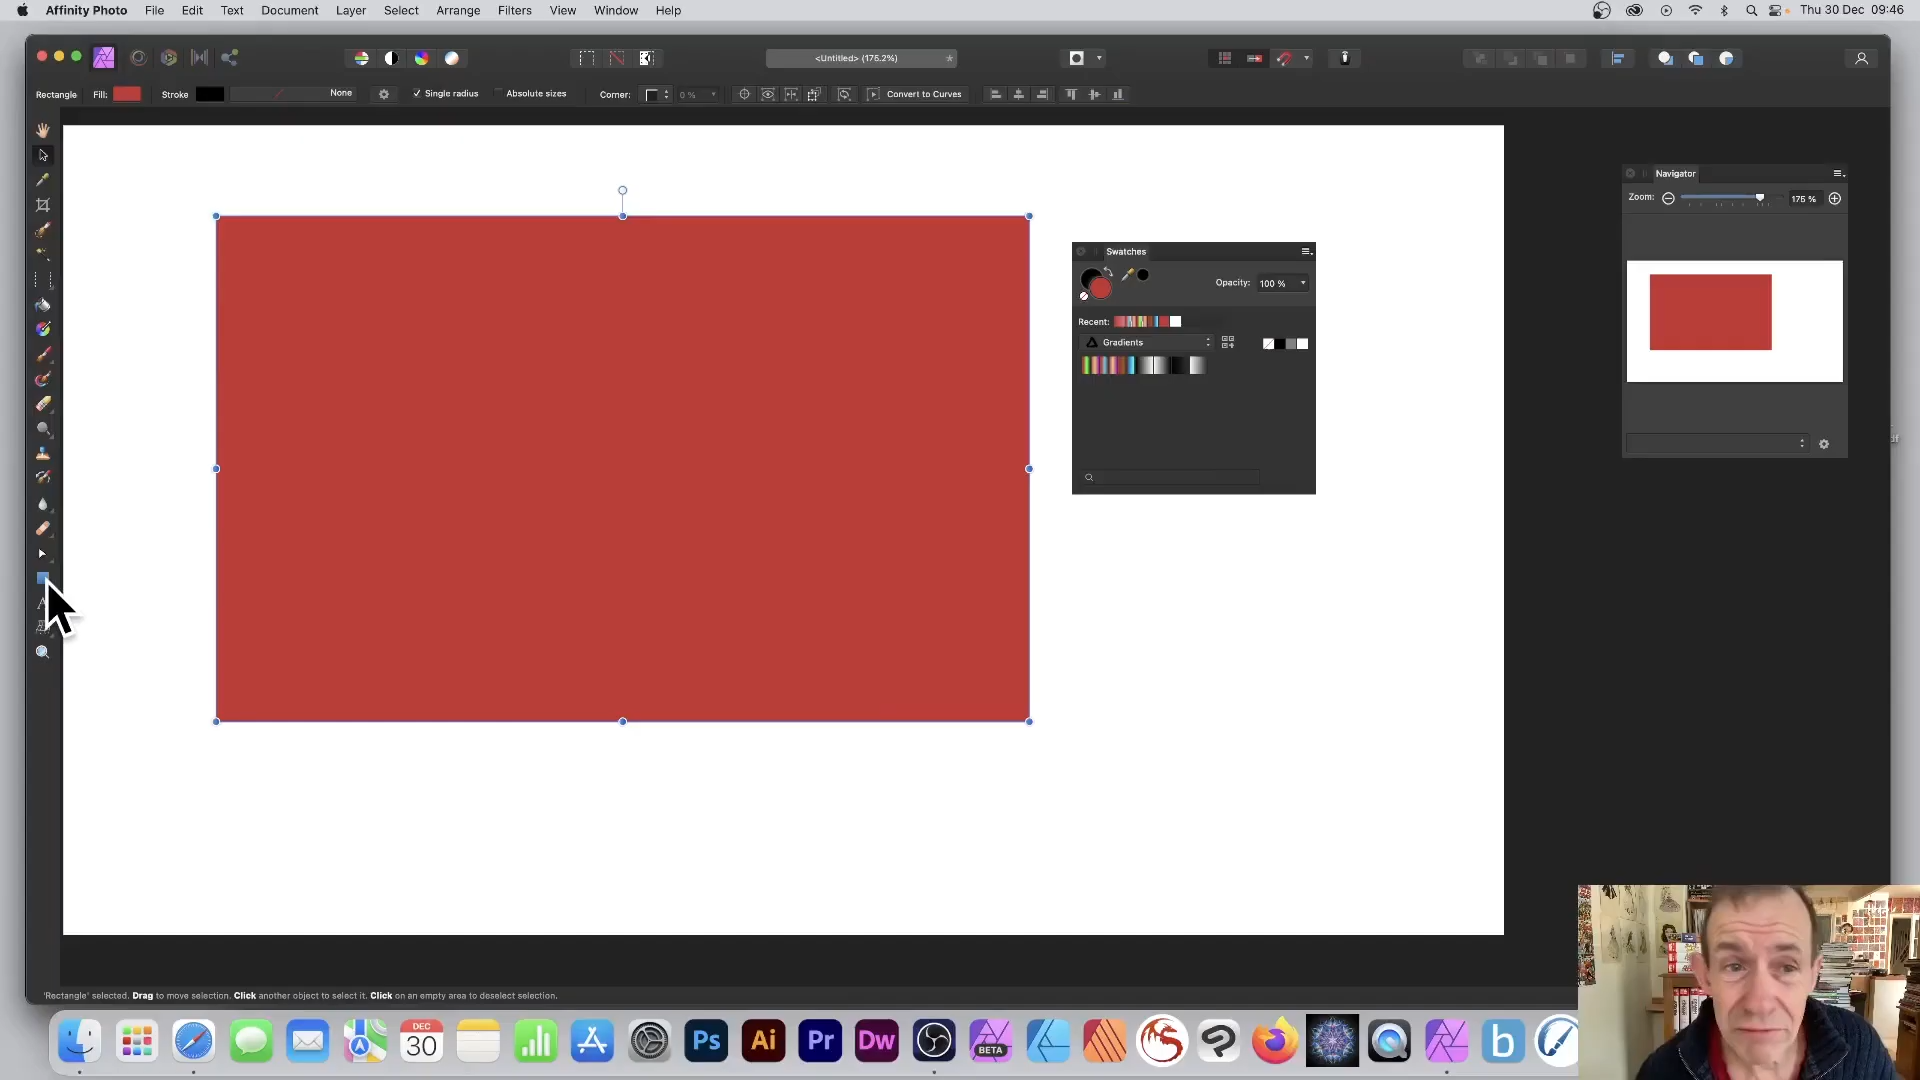 Affinity Photo File Edit Text Document Layer Select Arrange Filters View Window Help Thu 30 Dec 09:46
<Untitled> (176.2%)
Rectangle Fill: Stroke None Single radius Absolute sizes Corner: 0 % Convert to Curves
Navigator
Zoom: 175 %
Swatches
Opacity: 100 %
Recent:
Gradients
'Rectangle' selected. Drag to move selection. Click another object to select it. Click on an empty area to deselect selection.
DEC
30
Ps Ai Pr Dw BETA b